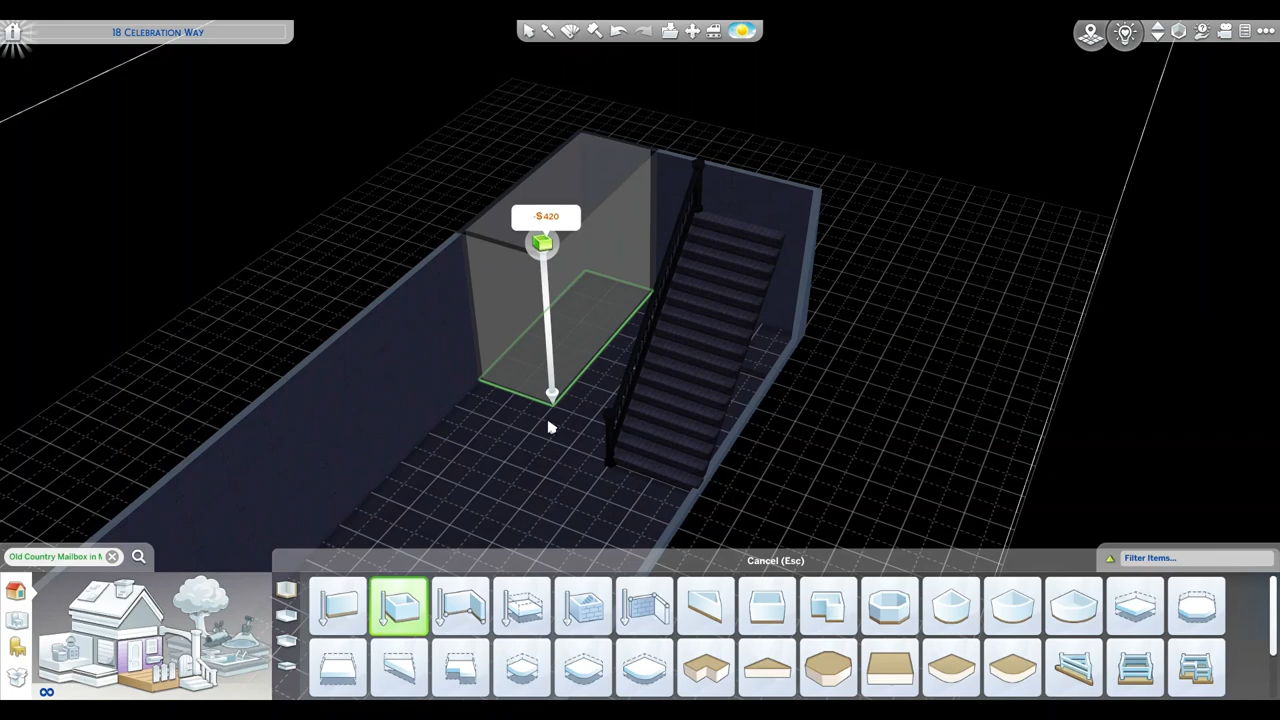 18 Celebration Way
-§420
Cancel (Esc)
Old Country Mailbox in M
Filter Items...